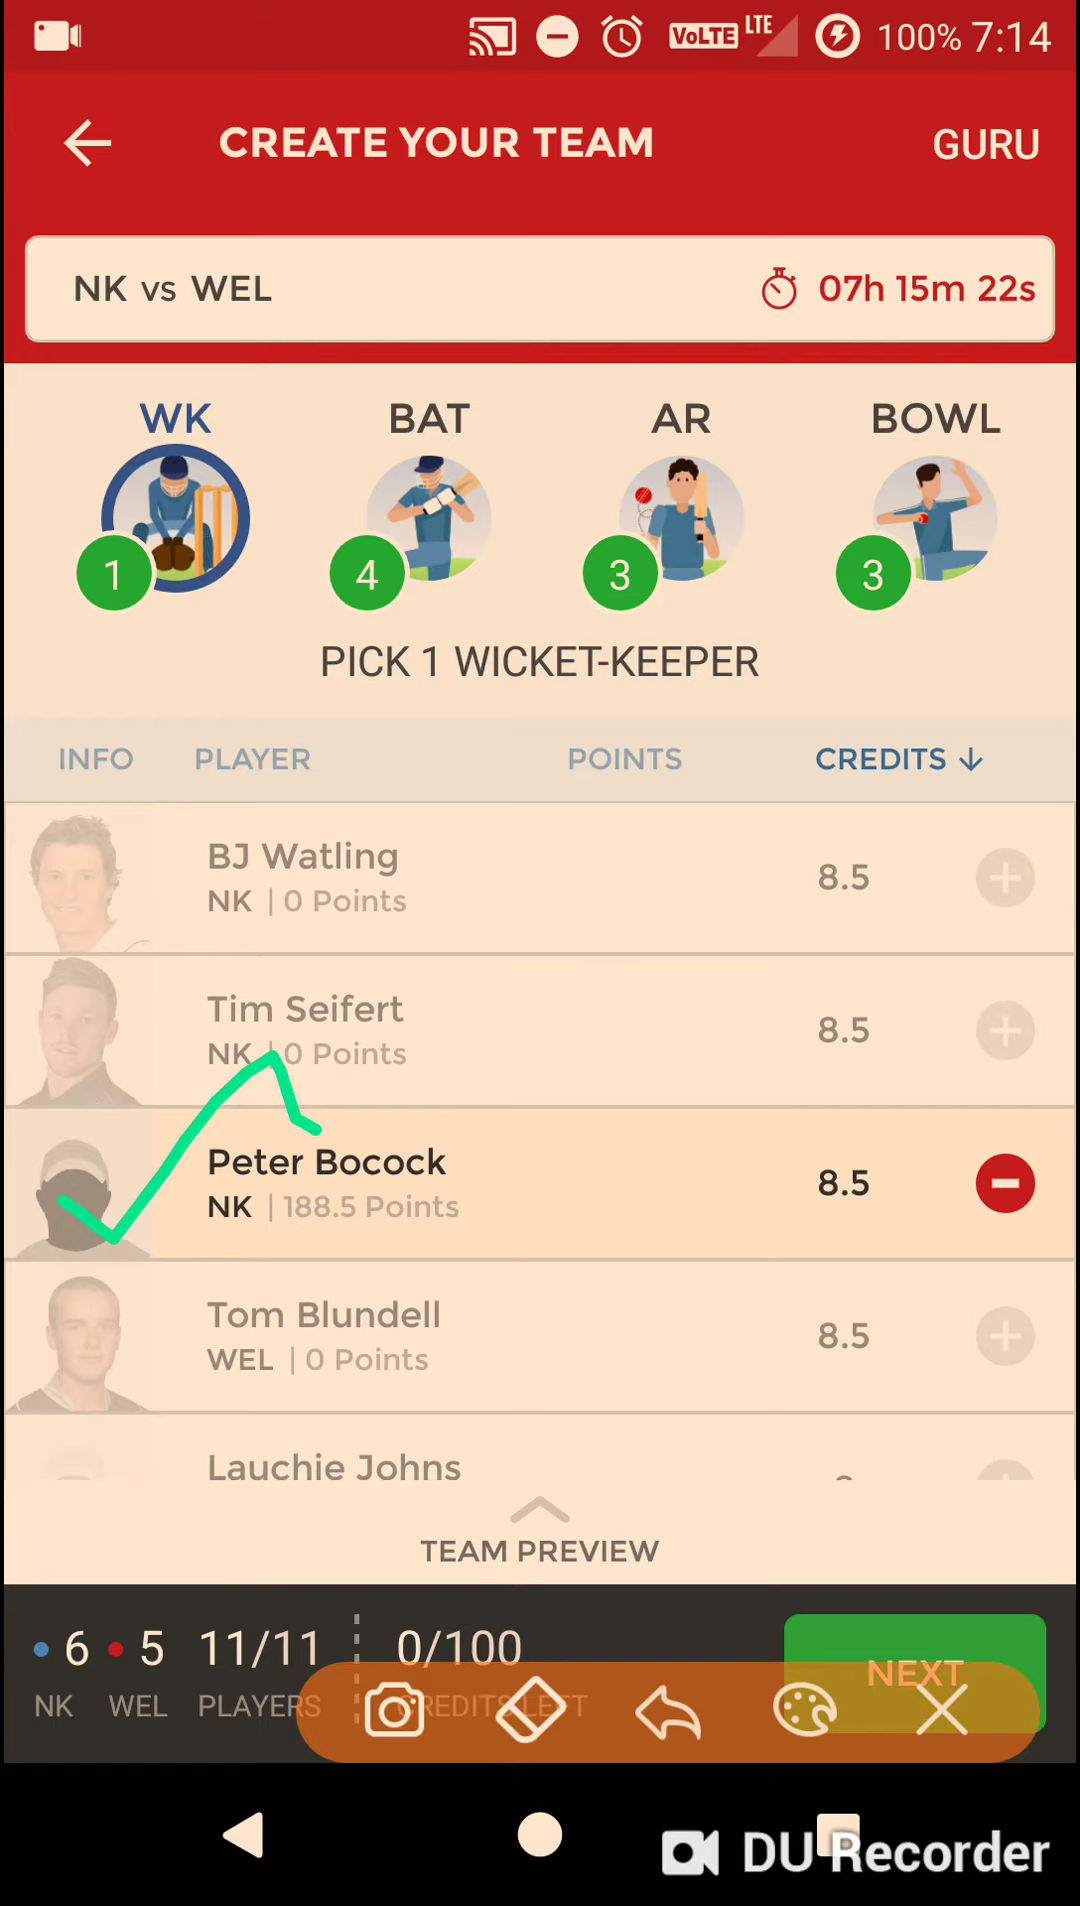 VoLTE LTE 100% 7:14
CREATE YOUR TEAM GURU
NK vs WEL 07h 15m 22s
WK BAT AR BOWL
1 4 3 3
PICK 1 WICKET-KEEPER
INFO PLAYER POINTS CREDITS ↓
BJ Watling
NK | 0 Points 8.5
Tim Seifert
NK | 0 Points 8.5
Peter Bocock
NK | 188.5 Points 8.5
Tom Blundell
WEL | 0 Points 8.5
Lauchie Johns
TEAM PREVIEW
6 5 11/11 0/100 NEXT
NK WEL PLAYERS CREDITS LEFT
DU Recorder